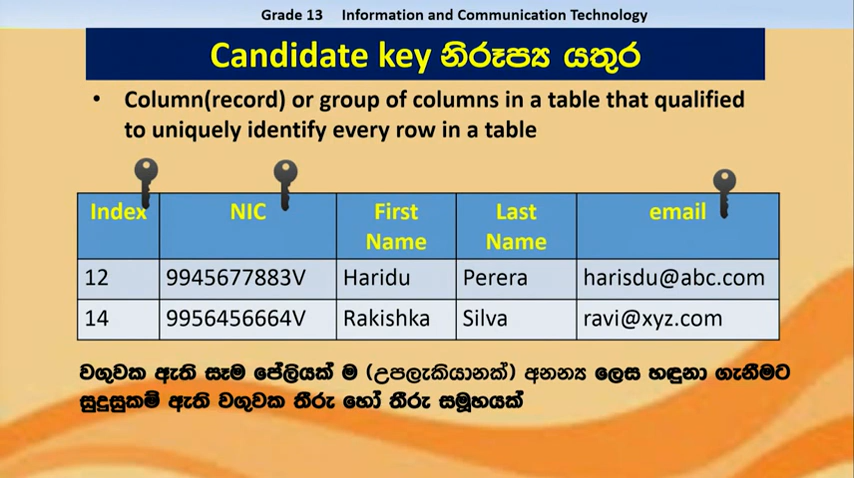 Grade 13 Information and Communication Technology
Candidate key නිරූප්‍ය යතුර
• Column(record) or group of columns in a table that qualified
to uniquely identify every row in a table
Index NIC First Name Last Name email
12 9945677883V Haridu Perera harisdu@abc.com
14 9956456664V Rakishka Silva ravi@xyz.com
වගුවක ඇති සෑම පේලියක් ම (උපලැකියානක්) අනන්‍ය ලෙස හඳුනා ගැනීමට
සුදුසුකම් ඇති වගුවක තීරු හෝ තීරු සමූහයක්